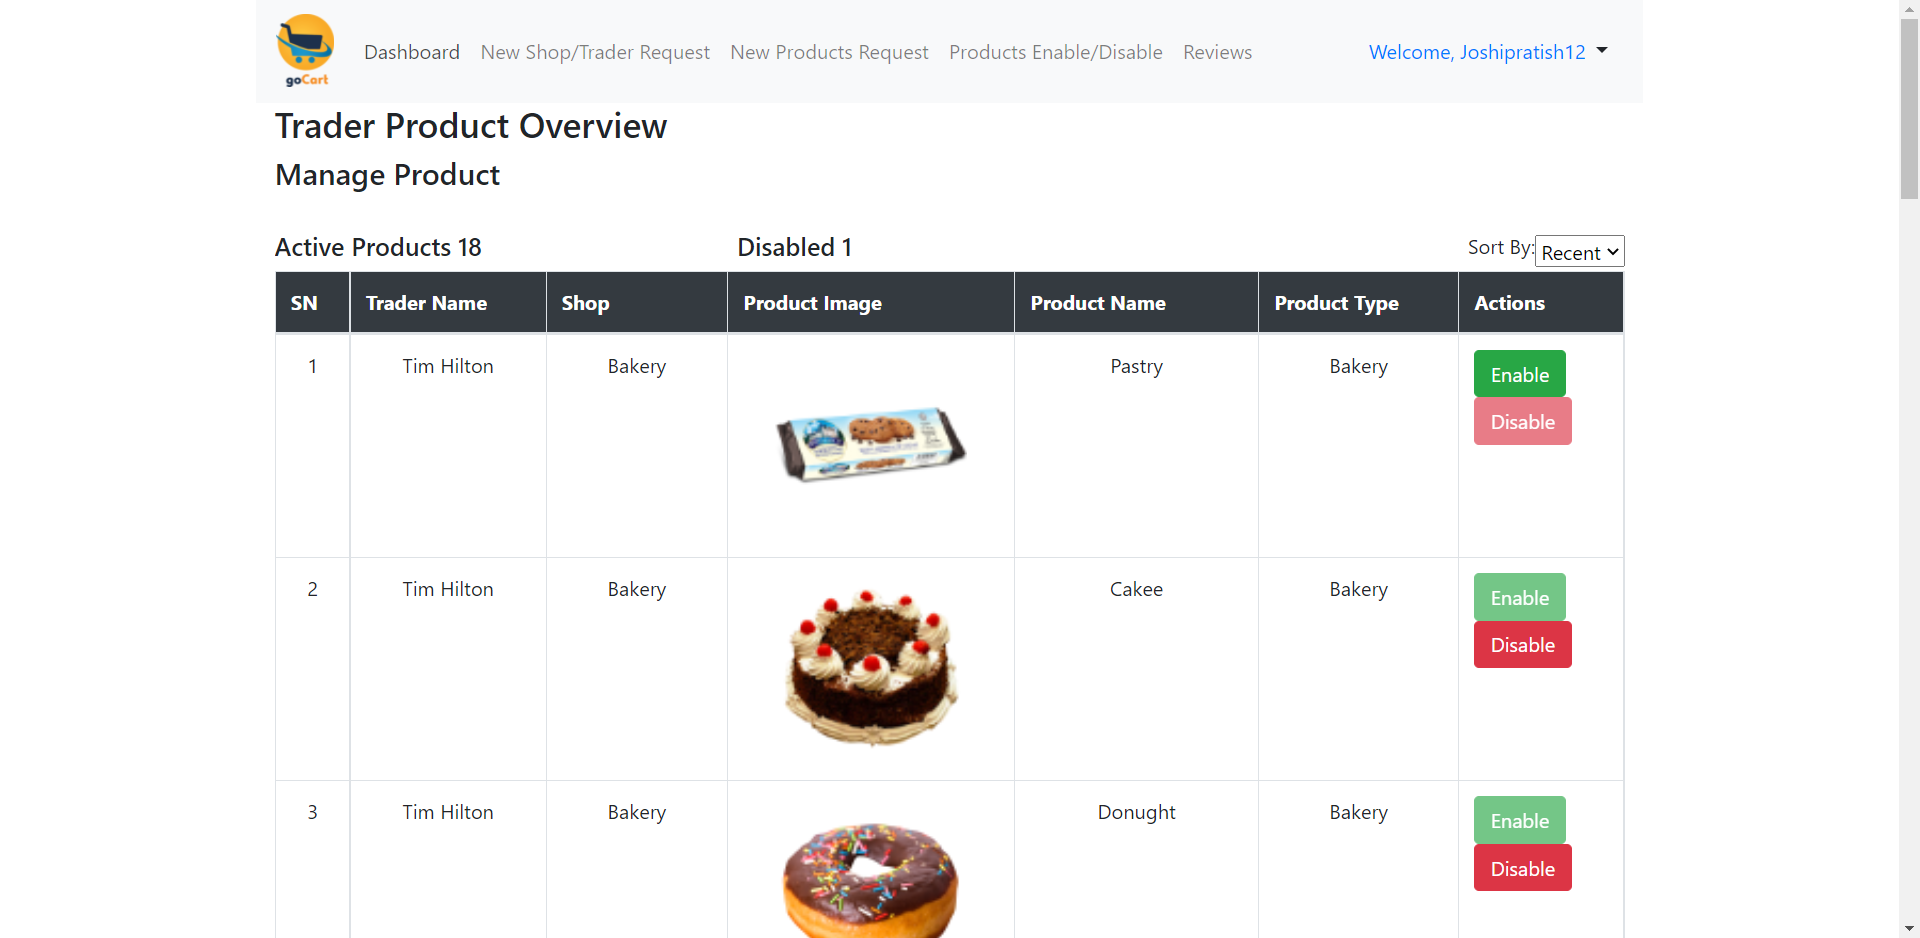 goCart
Dashboard New Shop/Trader Request New Products Request Products Enable/Disable Reviews Welcome, Joshipratish12
Trader Product Overview
Manage Product
Active Products 18 Disabled 1 Sort By: Recent
SN Trader Name Shop Product Image Product Name Product Type Actions
1 Tim Hilton Bakery Pastry Bakery Enable
Disable
2 Tim Hilton Bakery Cakee Bakery Enable
Disable
3 Tim Hilton Bakery Donught Bakery Enable
Disable